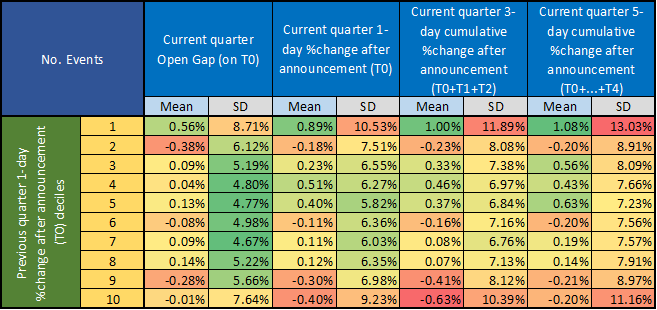 No. Events
Current quarter
Open Gap (on T0)
Current quarter 1-
day %change after
announcement (T0)
Current quarter 3-
day cumulative
%change after
announcement
(T0+T1+T2)
Current quarter 5-
day cumulative
%change after
announcement
(T0+...+T4)
Mean SD Mean SD Mean SD Mean SD
Previous quarter 1-day
%change after announcement
(T0) deciles
1 0.56% 8.71% 0.89% 10.53% 1.00% 11.89% 1.08% 13.03%
2 -0.38% 6.12% -0.18% 7.51% -0.23% 8.08% -0.20% 8.91%
3 0.09% 5.19% 0.23% 6.55% 0.33% 7.38% 0.56% 8.09%
4 0.04% 4.80% 0.51% 6.27% 0.46% 6.97% 0.43% 7.66%
5 0.13% 4.77% 0.40% 5.82% 0.37% 6.84% 0.63% 7.23%
6 -0.08% 4.98% -0.11% 6.36% -0.16% 7.16% -0.20% 7.56%
7 0.09% 4.67% 0.11% 6.03% 0.08% 6.76% 0.19% 7.57%
8 0.14% 5.22% 0.12% 6.35% 0.07% 7.13% 0.14% 7.91%
9 -0.28% 5.66% -0.30% 6.98% -0.41% 8.12% -0.21% 8.97%
10 -0.01% 7.64% -0.40% 9.23% -0.63% 10.39% -0.20% 11.16%